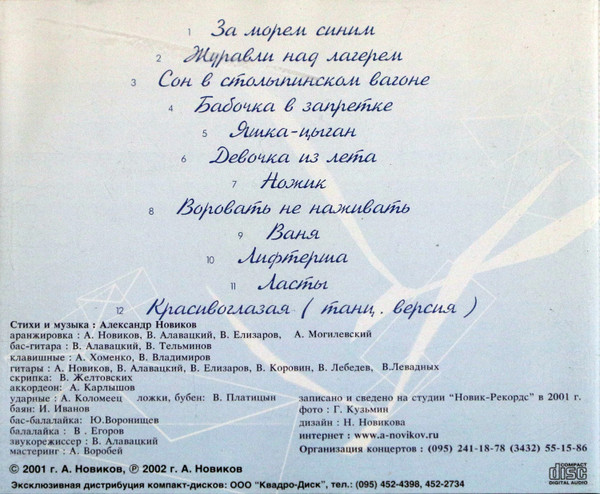 1 За морем синим
2 Журавли над лагерем
3 Сон в столыпинском вагоне
4 Бабочка в запретке
5 Яшка-цыган
6 Девочка из лета
7 Ножик
8 Воровать не наживать
9 Ваня
10 Лифтерша
11 Ласты
12 Красивоглазая ( танц. версия )
Стихи и музыка : Александр Новиков
аранжировка : А. Новиков, В. Алавацкий, В. Елизаров, А. Могилевский
бас-гитара : В. Алавацкий, В. Тельминов
клавишные : А. Хоменко, В. Владимиров
гитары : А. Новиков, В. Алавацкий, В. Елизаров, В. Коровин, В. Лебедев, В.Левадных
скрипка: В. Желтовских
аккордеон: А. Карлышов
ударные : А. Коломеец ложки, бубен: В. Платицын
баян: И. Иванов
бас-балалайка: Ю.Воронищев
балалайка : В . Егоров
звукорежиссер : В. Алавацкий
мастеринг : А. Воробей
записано и сведено на студии “Новик-Рекордс” в 2001 г.
фото : Г. Кузьмин
дизайн : Н. Новикова
интернет : www.a-novikov.ru
Организация концертов : (095) 241-18-78 (3432) 55-15-86
© 2001 г. А. Новиков, ℗ 2002 г. А. Новиков
Эксклюзивная дистрибуция компакт-дисков: ООО “Квадро-Диск”, тел.: (095) 452-4398, 452-2734
COMPACT
disc
DIGITAL AUDIO